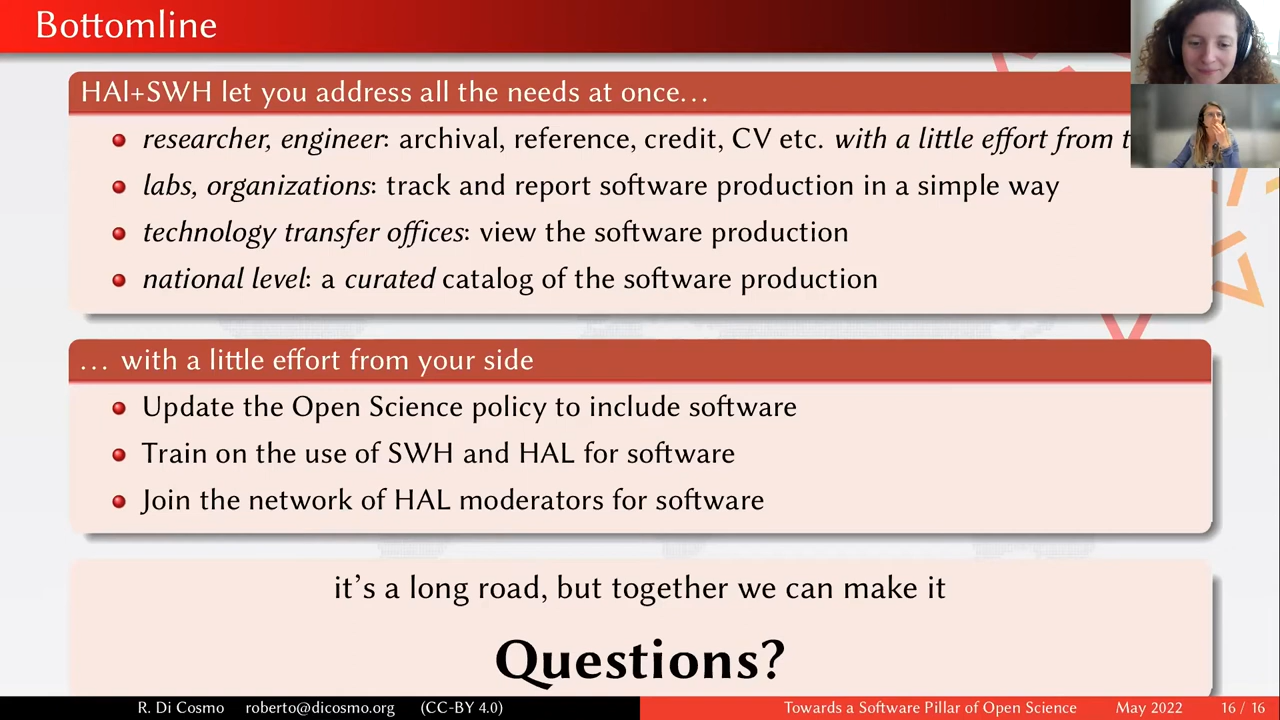 Bottomline
HAl+SWH let you address all the needs at once...
researcher, engineer: archival, reference, credit, CV etc. with a little effort from
labs, organizations: track and report software production in a simple way
technology transfer offices: view the software production
national level: a curated catalog of the software production
... with a little effort from your side
Update the Open Science policy to include software
Train on the use of SWH and HAL for software
Join the network of HAL moderators for software
it's a long road, but together we can make it
Questions?
R. Di Cosmo roberto@dicosmo.org (CC-BY 4.0) Towards a Software Pillar of Open Science May 2022 16 / 16